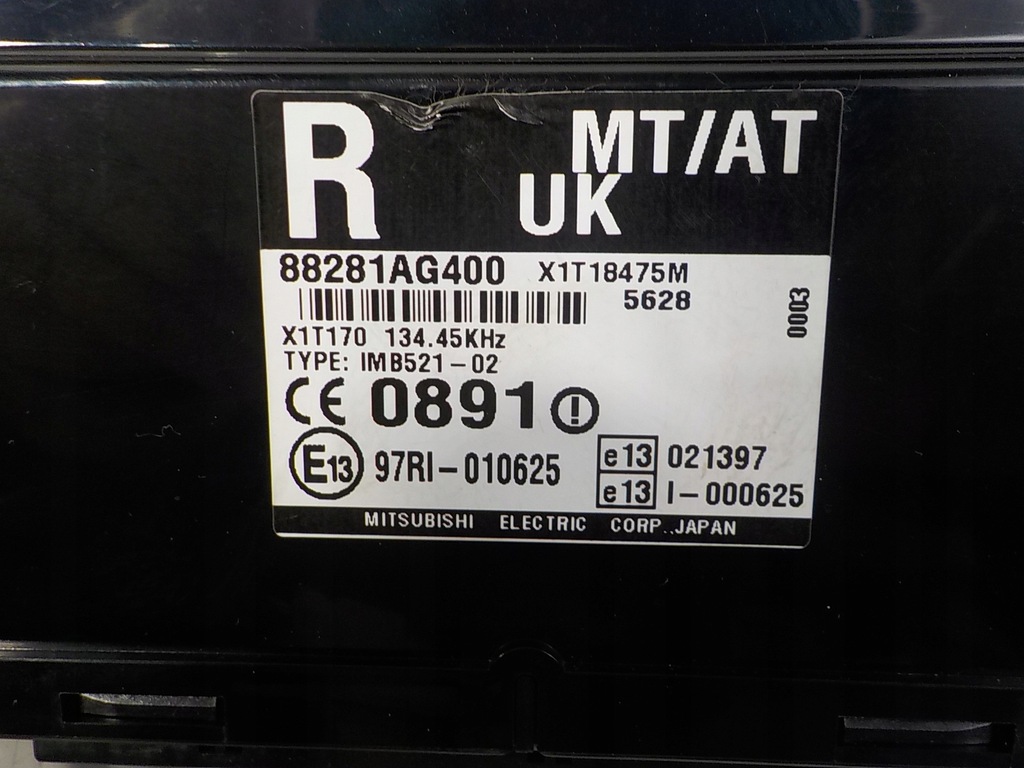 R MT/AT
UK
88281AG400 X1T18475M
5628
0003
X1T170 134.45KHz
TYPE: IMB521-02
CE 0891
E13 97RI-010625
e13 021397
e13 I-000625
MITSUBISHI ELECTRIC CORP., JAPAN